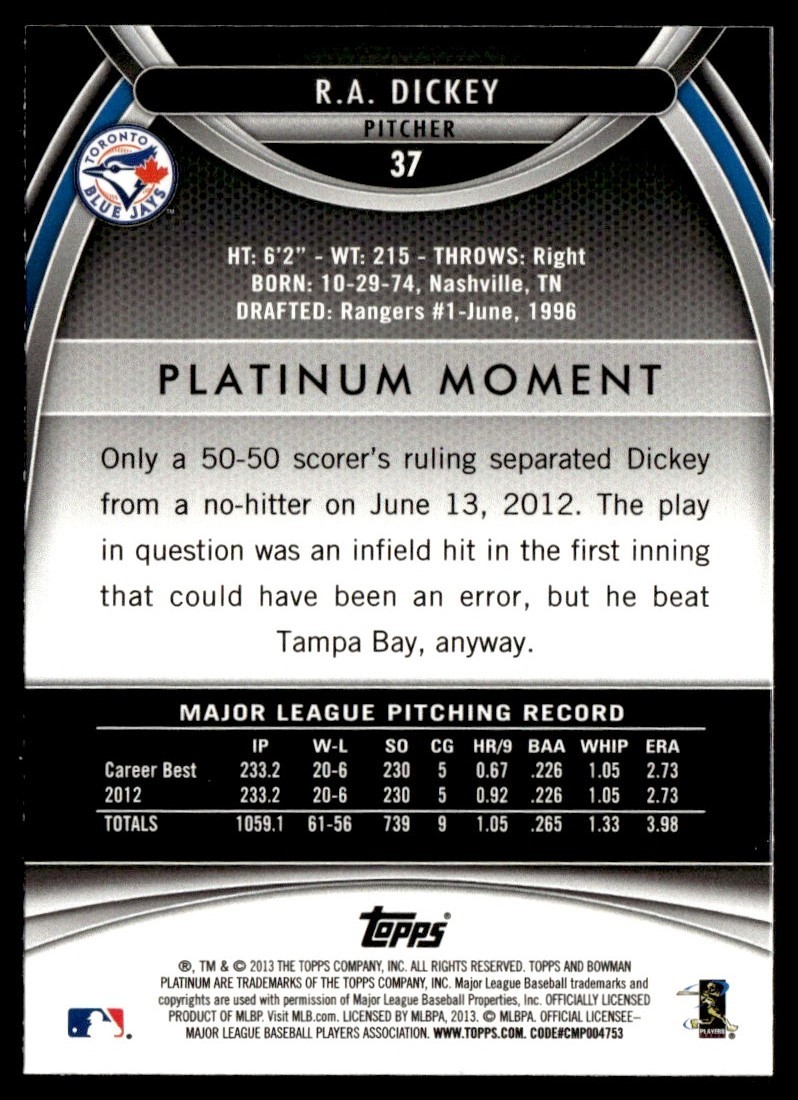 R.A. DICKEY
PITCHER
37
TORONTO
BLUE JAYS
™
HT: 6'2" - WT: 215 - THROWS: Right
BORN: 10-29-74, Nashville, TN
DRAFTED: Rangers #1-June, 1996
PLATINUM MOMENT
Only a 50-50 scorer's ruling separated Dickey
from a no-hitter on June 13, 2012. The play
in question was an infield hit in the first inning
that could have been an error, but he beat
Tampa Bay, anyway.
MAJOR LEAGUE PITCHING RECORD
IP W-L SO CG HR/9 BAA WHIP ERA
Career Best 233.2 20-6 230 5 0.67 .226 1.05 2.73
2012 233.2 20-6 230 5 0.92 .226 1.05 2.73
TOTALS 1059.1 61-56 739 9 1.05 .265 1.33 3.98
topps®
®, TM & © 2013 THE TOPPS COMPANY, INC. ALL RIGHTS RESERVED. TOPPS AND BOWMAN
PLATINUM ARE TRADEMARKS OF THE TOPPS COMPANY, INC. Major League Baseball trademarks and
copyrights are used with permission of Major League Baseball Properties, Inc. OFFICIALLY LICENSED
PRODUCT OF MLBP. Visit MLB.com. LICENSED BY MLBPA, 2013. © MLBPA. OFFICIAL LICENSEE–
MAJOR LEAGUE BASEBALL PLAYERS ASSOCIATION. WWW.TOPPS.COM. CODE#CMP004753
®
PLAYERS
®